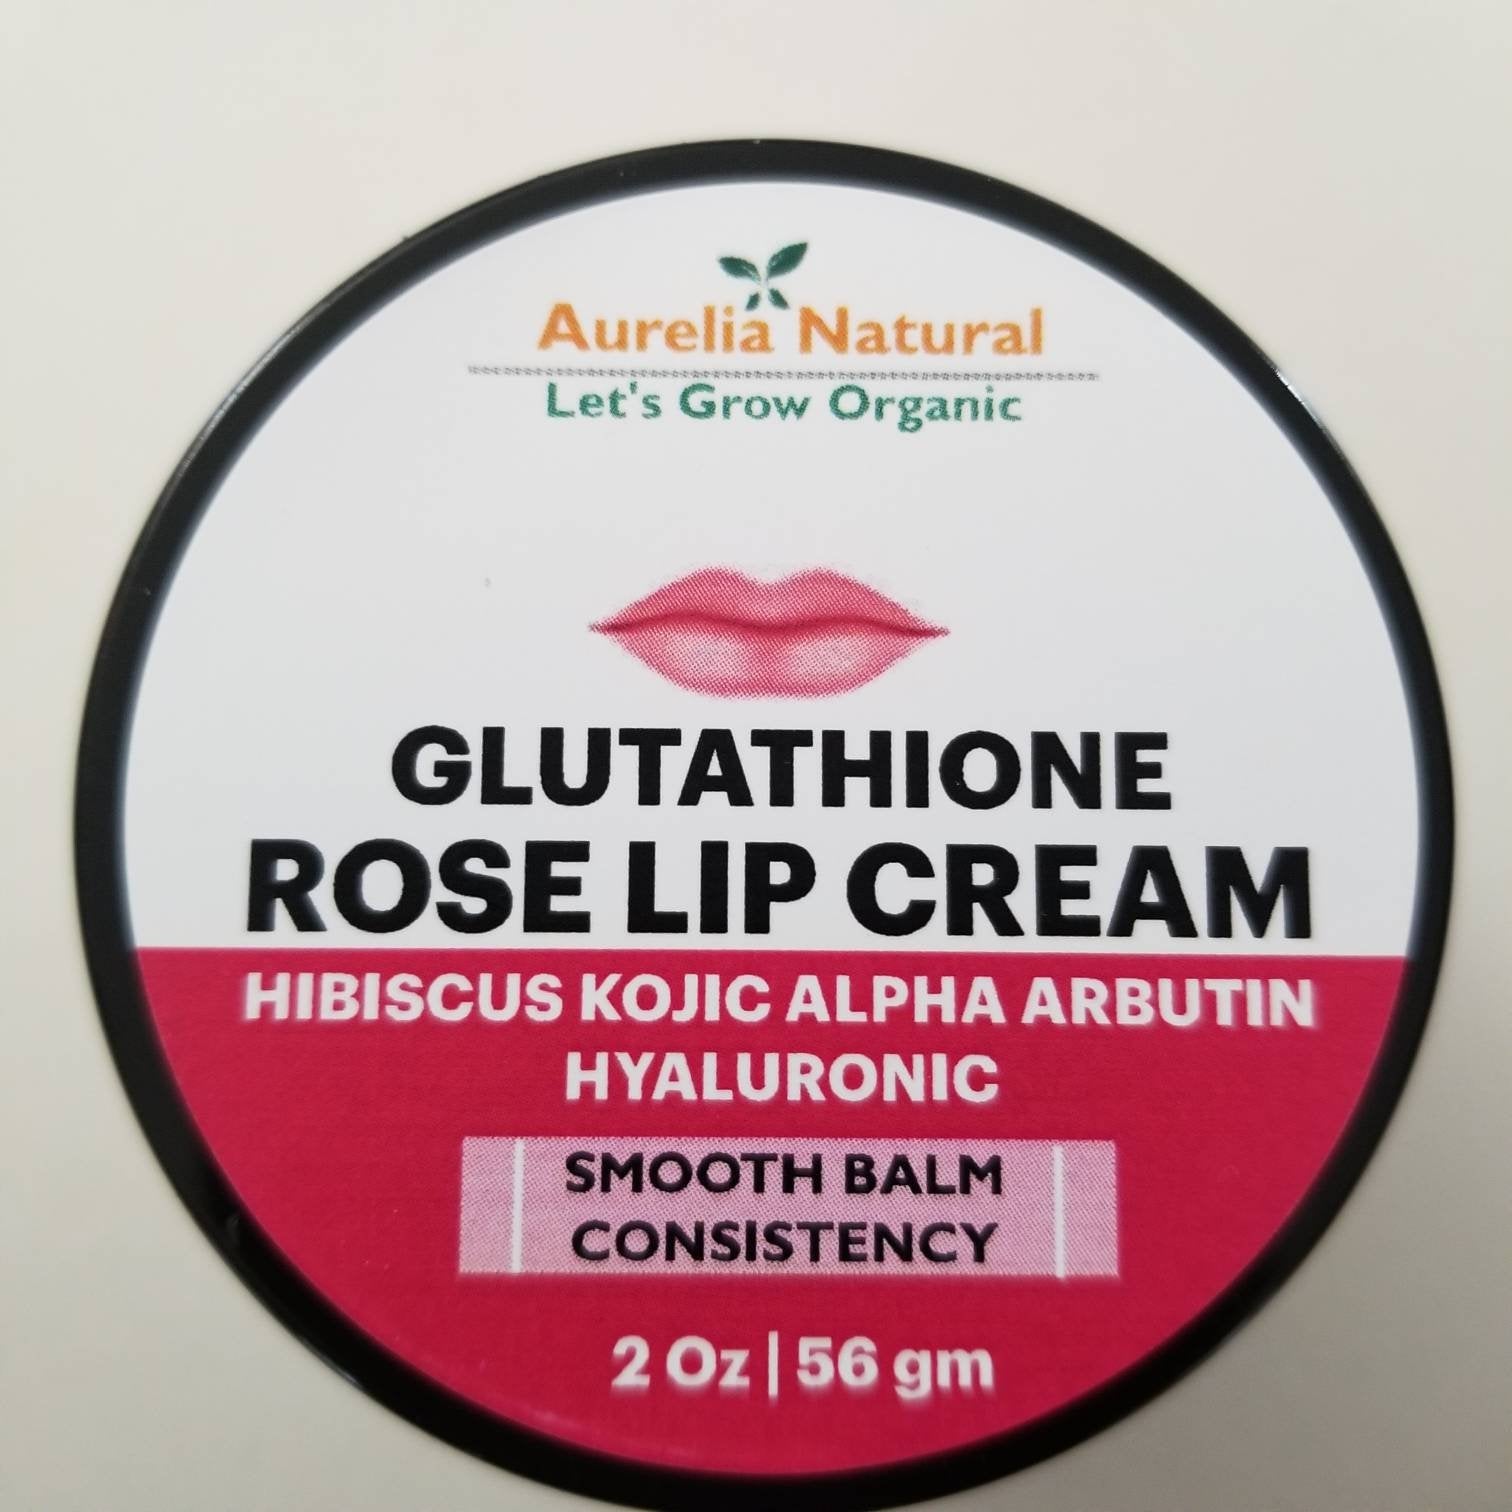 Aurelia Natural
Let's Grow Organic
GLUTATHIONE
ROSE LIP CREAM
HIBISCUS KOJIC ALPHA ARBUTIN
HYALURONIC
SMOOTH BALM
CONSISTENCY
2 Oz | 56 gm